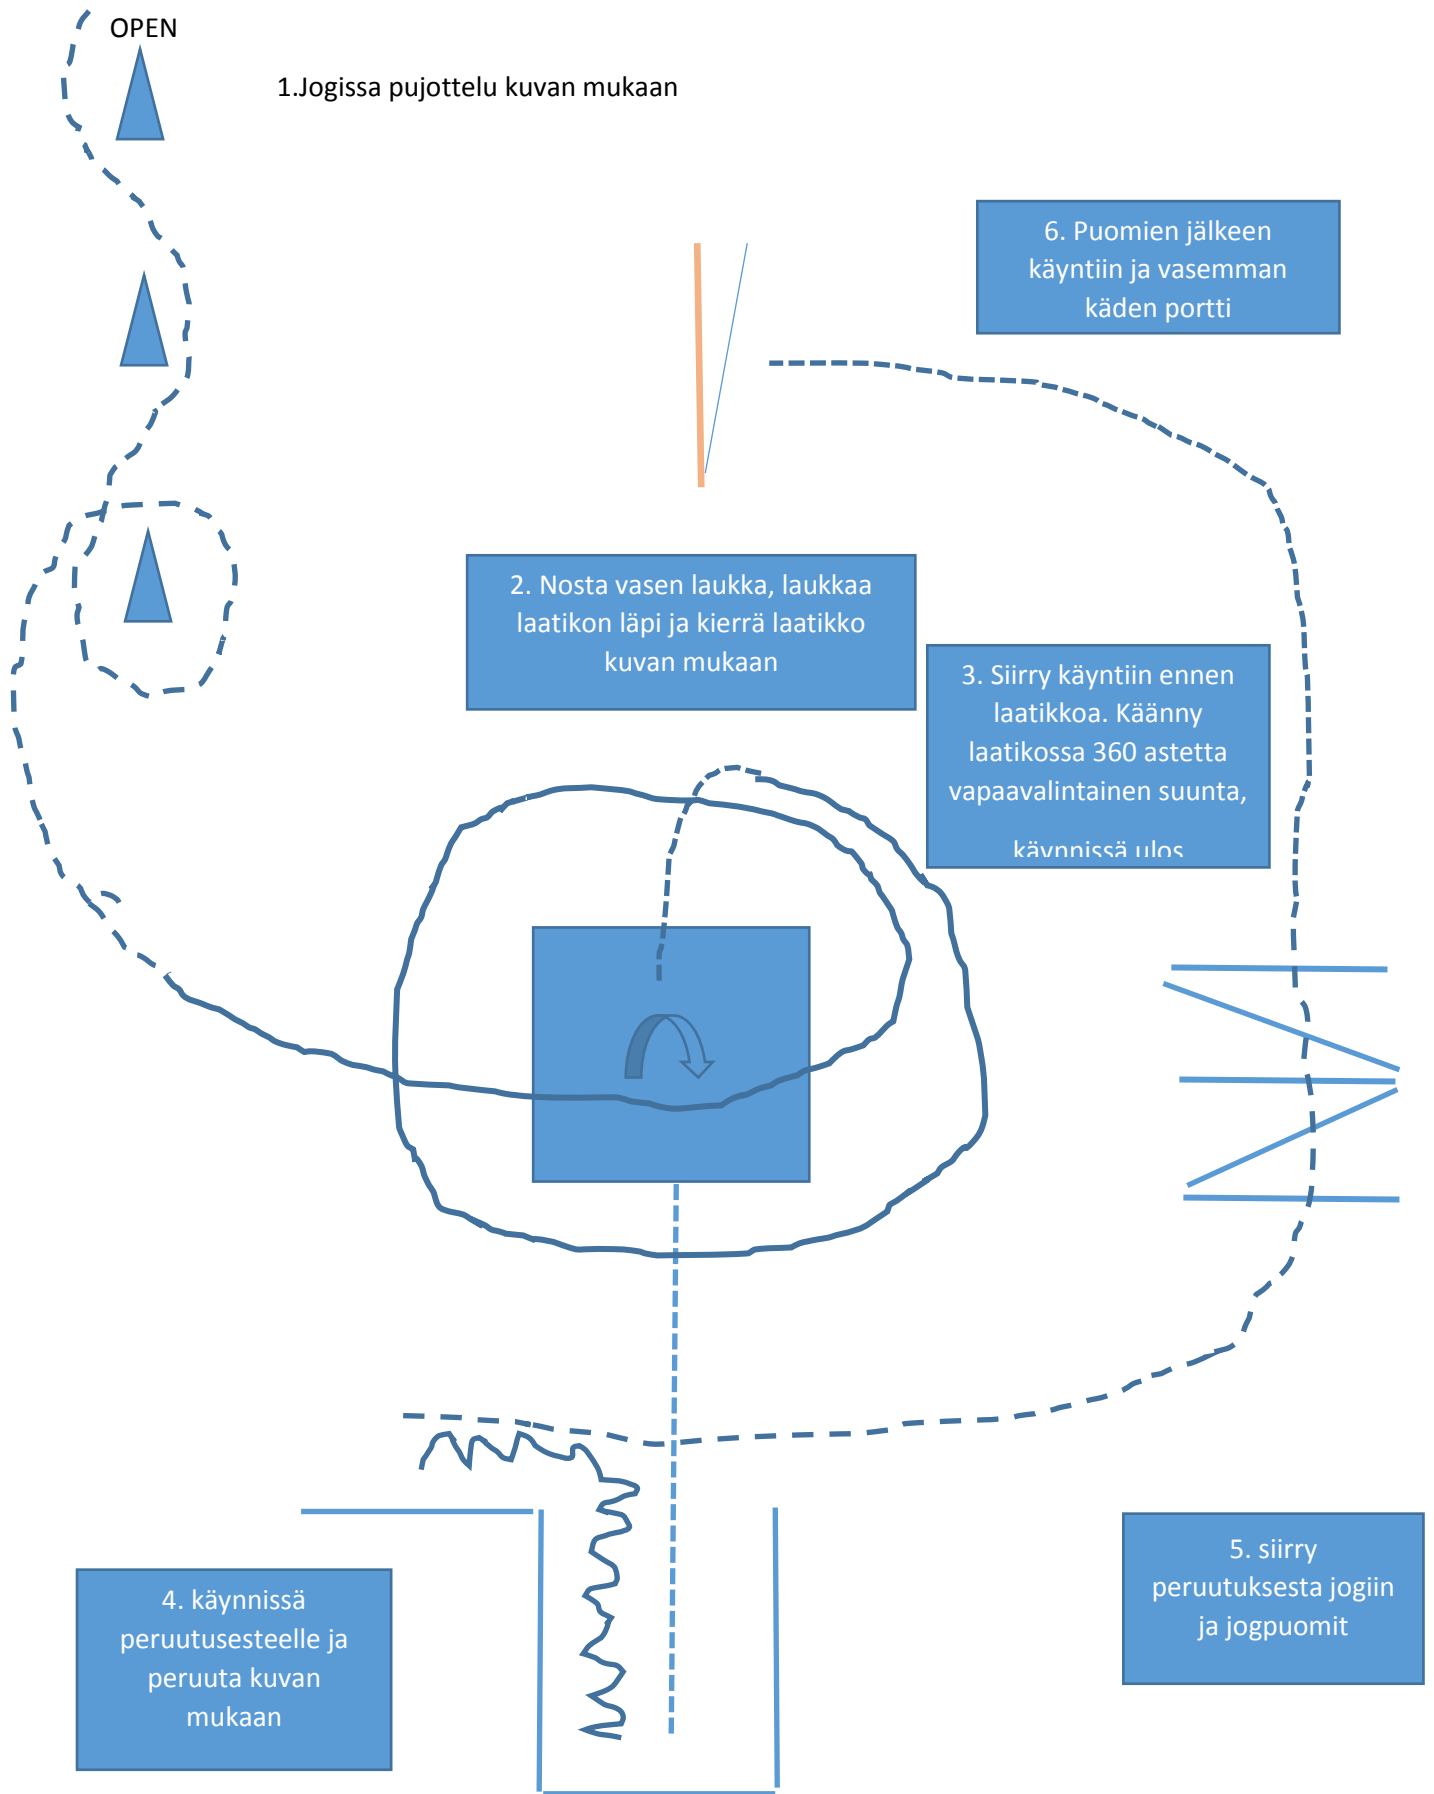 OPEN
1.Jogissa pujottelu kuvan mukaan
6. Puomien jälkeen
käyntiin ja vasemman
käden portti
2. Nosta vasen laukka, laukkaa
laatikon läpi ja kierrä laatikko
kuvan mukaan
3. Siirry käyntiin ennen
laatikkoa. Käänny
laatikossa 360 astetta
vapaavalintainen suunta,
käynnissä ulos
4. käynnissä
peruutusesteelle ja
peruuta kuvan
mukaan
5. siirry
peruutuksesta jogiin
ja jogpuomit